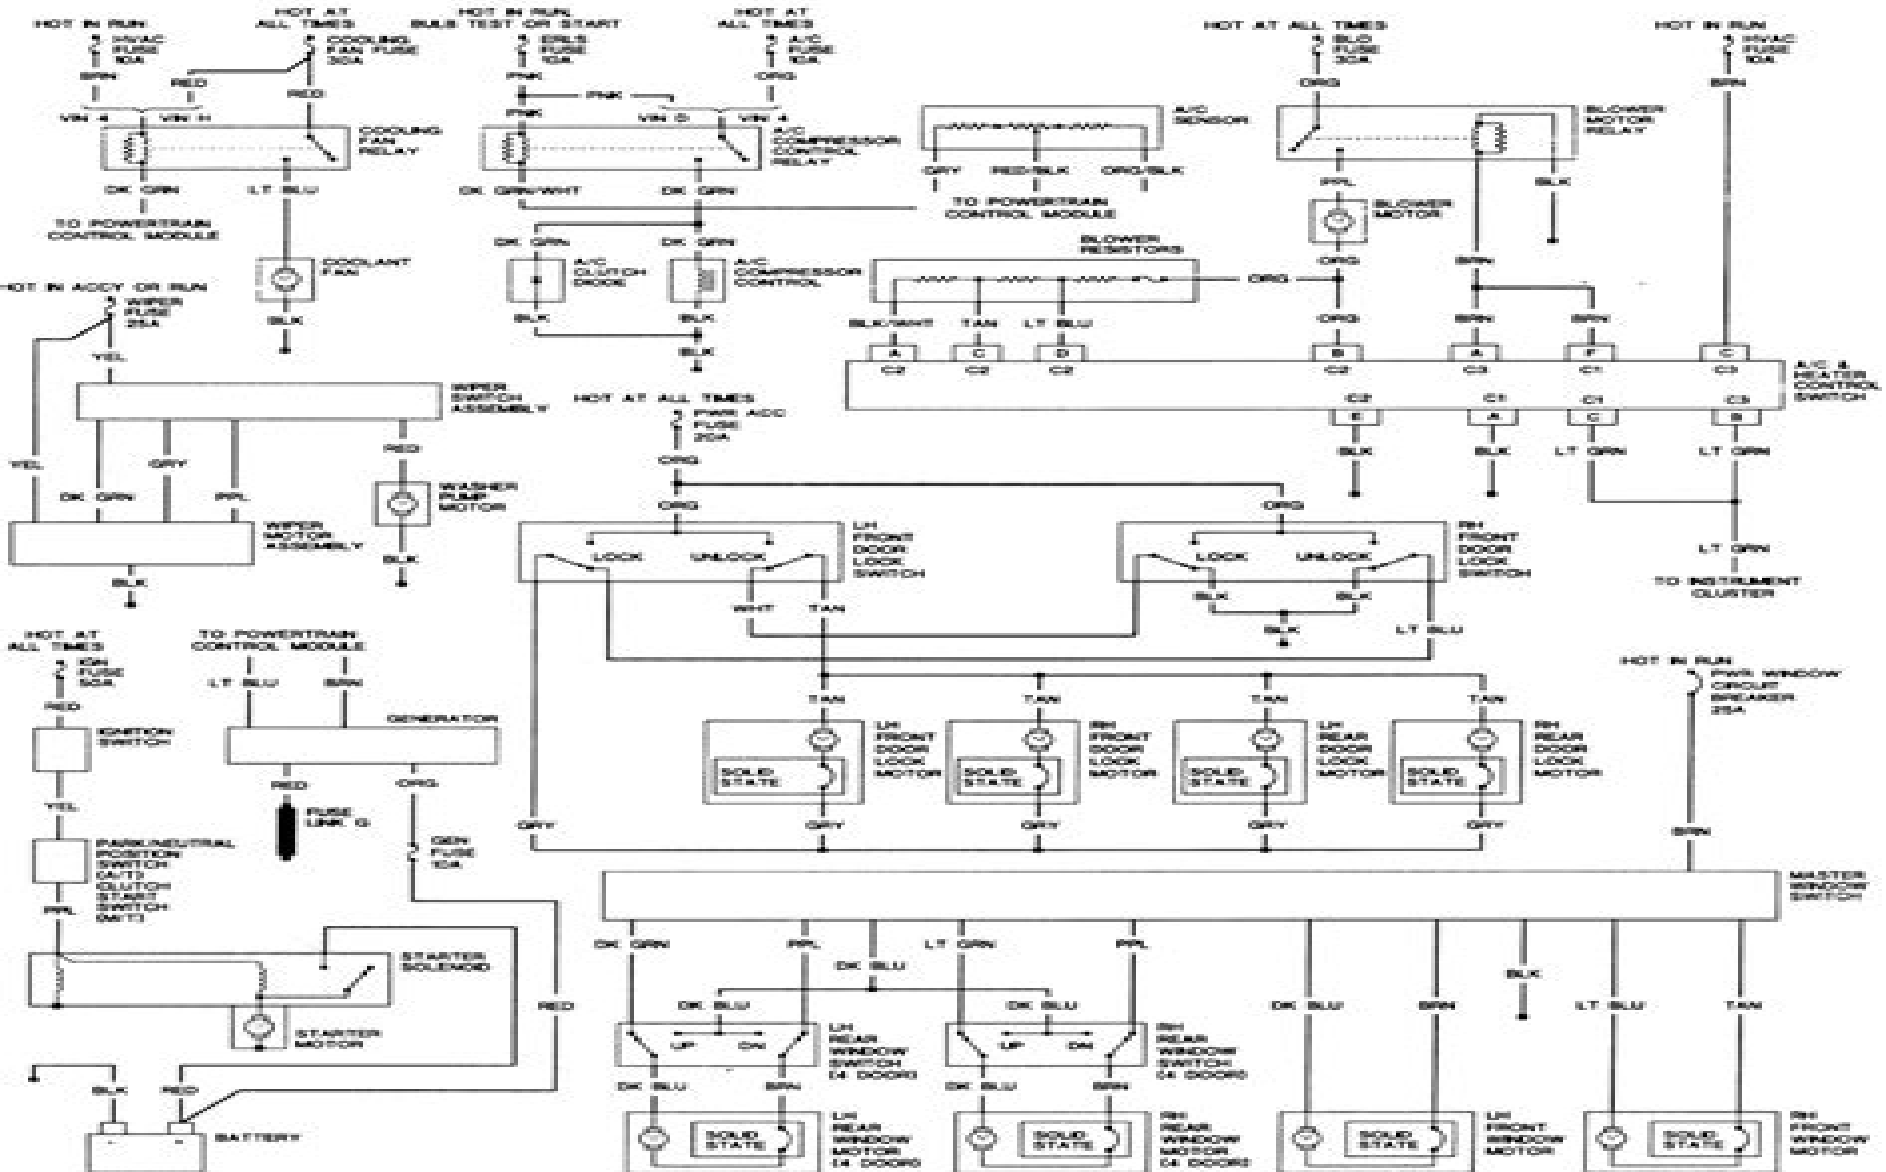 HOT IN RUN
HVAC
FUSE
10A
BRN
HOT AT
ALL TIMES
COOLING
FAN FUSE
30A
RED
RED
VIN 4
VIN H
COOLING
FAN
RELAY
DK GRN
LT BLU
TO POWERTRAIN
CONTROL MODULE
COOLANT
FAN
BLK
HOT IN RUN,
BULB TEST OR START
ERLS
FUSE
10A
PNK
PNK
PNK
HOT AT
ALL TIMES
A/C
FUSE
10A
ORG
VIN D
VIN 4
A/C
COMPRESSOR
CONTROL
RELAY
DK GRN/WHT
DK GRN
DK GRN
DK GRN
A/C
CLUTCH
DIODE
A/C
COMPRESSOR
CONTROL
BLK
BLK
BLK
A/C
SENSOR
GRY
RED/BLK
ORG/BLK
TO POWERTRAIN
CONTROL MODULE
HOT AT ALL TIMES
BLO
FUSE
30A
ORG
BLOWER
MOTOR
RELAY
PPL
BLK
BLOWER
MOTOR
ORG
BRN
BLOWER
RESISTORS
ORG
BLK/WHT
TAN
LT BLU
ORG
BRN
BRN
HOT IN RUN
HVAC
FUSE
10A
BRN
A
C
D
B
A
F
C
C2
C2
C2
C2
C3
C1
C3
A/C &
HEATER
CONTROL
SWITCH
C2
C1
C1
C3
E
A
C
B
BLK
BLK
LT GRN
LT GRN
LT GRN
TO INSTRUMENT
CLUSTER
HOT IN ACCY OR RUN
WIPER
FUSE
25A
YEL
WIPER
SWITCH
ASSEMBLY
YEL
DK GRN
GRY
PPL
RED
WASHER
PUMP
MOTOR
BLK
WIPER
MOTOR
ASSEMBLY
BLK
HOT AT ALL TIMES
PWR ACC
FUSE
20A
ORG
ORG
ORG
LOCK
UNLOCK
LH
FRONT
DOOR
LOCK
SWITCH
LOCK
UNLOCK
RH
FRONT
DOOR
LOCK
SWITCH
WHT
TAN
BLK
BLK
BLK
LT BLU
TAN
TAN
TAN
TAN
SOLID
STATE
LH
FRONT
DOOR
LOCK
MOTOR
SOLID
STATE
RH
FRONT
DOOR
LOCK
MOTOR
SOLID
STATE
LH
REAR
DOOR
LOCK
MOTOR
SOLID
STATE
RH
REAR
DOOR
LOCK
MOTOR
GRY
GRY
GRY
GRY
GRY
HOT AT
ALL TIMES
IGN
FUSE
50A
RED
IGNITION
SWITCH
YEL
PARK/NEUTRAL
POSITION
SWITCH
(A/T)
CLUTCH
START
SWITCH
(M/T)
PPL
TO POWERTRAIN
CONTROL MODULE
LT BLU
BRN
GENERATOR
RED
ORG
FUSE
LINK G
GEN
FUSE
10A
STARTER
SOLENOID
STARTER
MOTOR
RED
BLK
RED
BATTERY
HOT IN RUN
PWR WINDOW
CIRCUIT
BREAKER
25A
BRN
MASTER
WINDOW
SWITCH
DK GRN
PPL
DK BLU
LT GRN
PPL
DK BLU
DK BLU
DK BLU
BRN
BLK
LT BLU
TAN
UP
DN
LH
REAR
WINDOW
SWITCH
(4 DOOR)
UP
DN
RH
REAR
WINDOW
SWITCH
(4 DOOR)
DK BLU
BRN
DK BLU
BRN
SOLID
STATE
LH
REAR
WINDOW
MOTOR
(4 DOOR)
SOLID
STATE
RH
REAR
WINDOW
MOTOR
(4 DOOR)
SOLID
STATE
LH
FRONT
WINDOW
MOTOR
SOLID
STATE
RH
FRONT
WINDOW
MOTOR